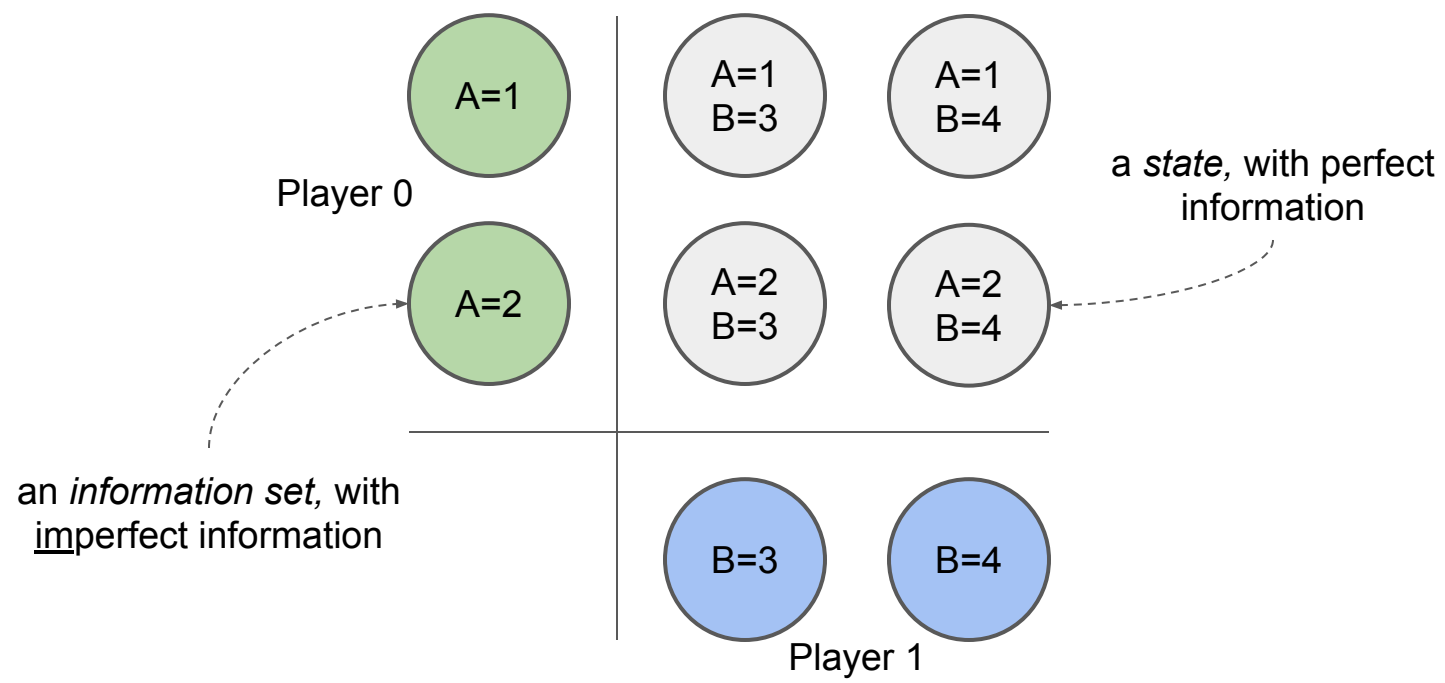 A=1
A=1
B=3
A=1
B=4
a state, with perfect
information
Player 0
A=2
A=2
B=3
A=2
B=4
an information set, with
imperfect information
B=3
B=4
Player 1